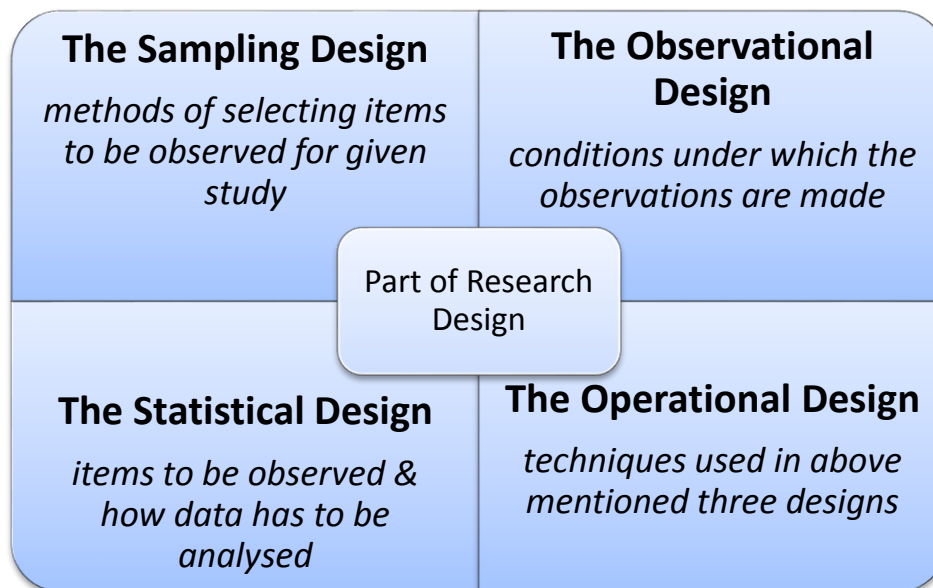 The Sampling Design
methods of selecting items
to be observed for given
study
The Observational
Design
conditions under which the
observations are made
Part of Research
Design
The Statistical Design
items to be observed &
how data has to be
analysed
The Operational Design
techniques used in above
mentioned three designs